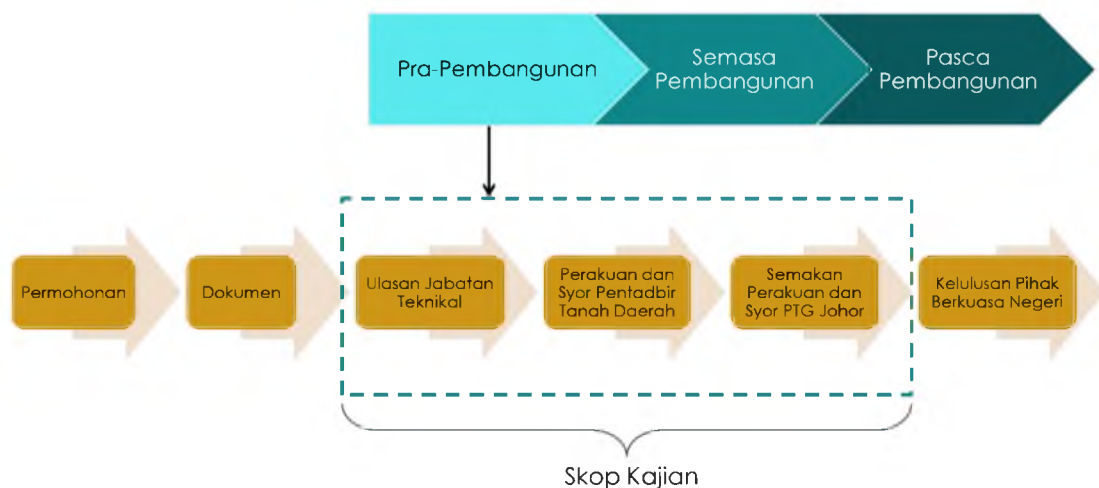 Pra-Pembangunan
Semasa
Pembangunan
Pasca
Pembangunan
Permohonan
Dokumen
Ulasan Jabatan
Teknikal
Perakuan dan
Syor Pentadbir
Tanah Daerah
Semakan
Perakuan dan
Syor PTG Johor
Kelulusan Pihak
Berkuasa Negeri
Skop Kajian